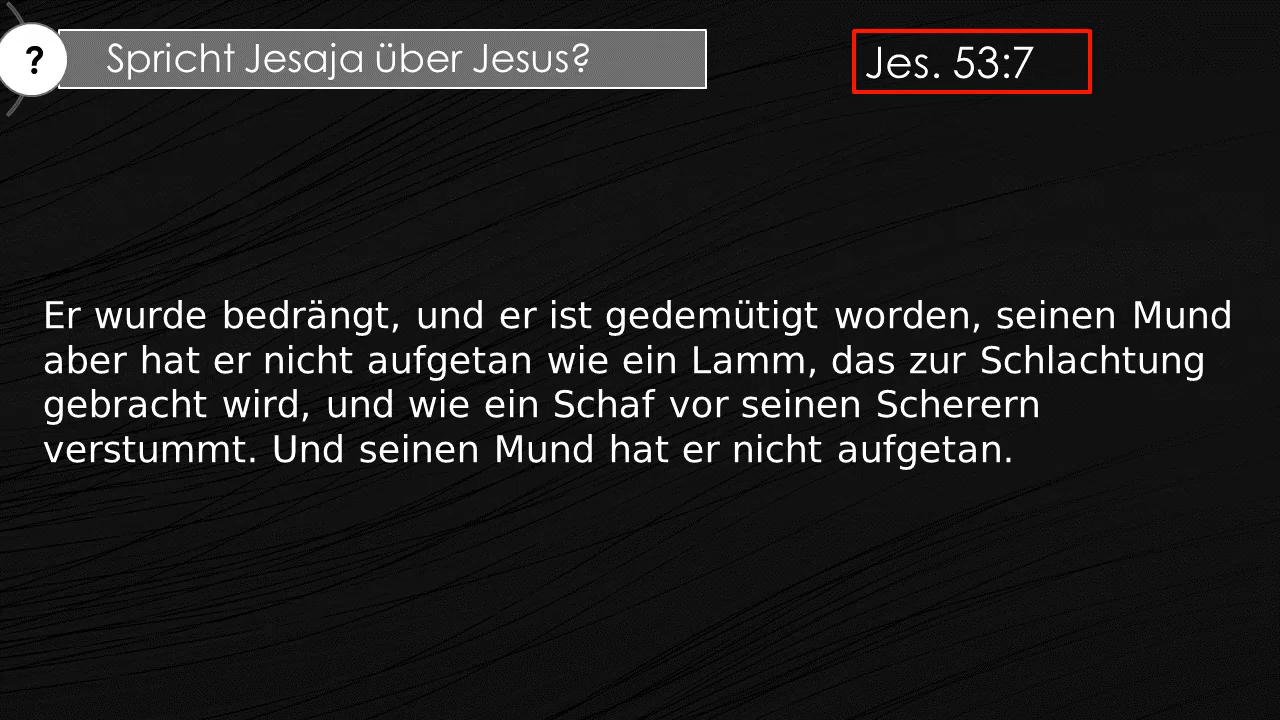 ?
Spricht Jesaja über Jesus?
Jes. 53:7
Er wurde bedrängt, und er ist gedemütigt worden, seinen Mund
aber hat er nicht aufgetan wie ein Lamm, das zur Schlachtung
gebracht wird, und wie ein Schaf vor seinen Scherern
verstummt. Und seinen Mund hat er nicht aufgetan.